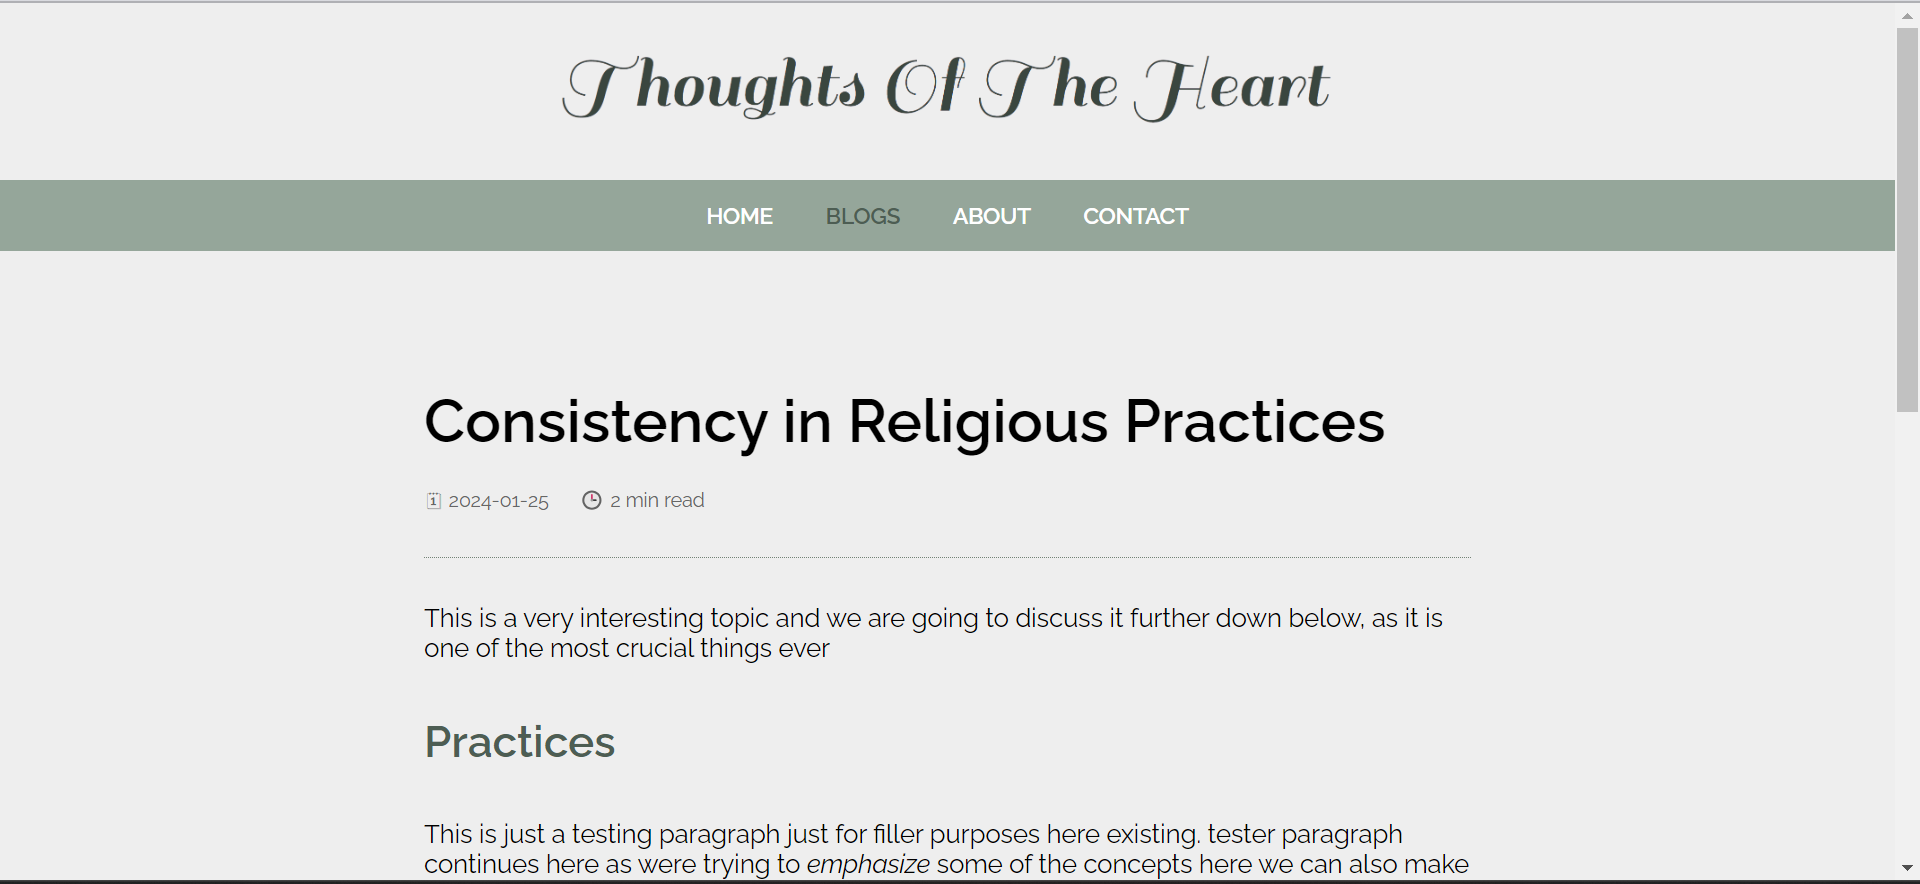 Thoughts Of The Heart
HOME BLOGS ABOUT CONTACT
Consistency in Religious Practices
1 2024-01-25 2 min read
This is a very interesting topic and we are going to discuss it further down below, as it is
one of the most crucial things ever
Practices
This is just a testing paragraph just for filler purposes here existing. tester paragraph
continues here as were trying to emphasize some of the concepts here we can also make